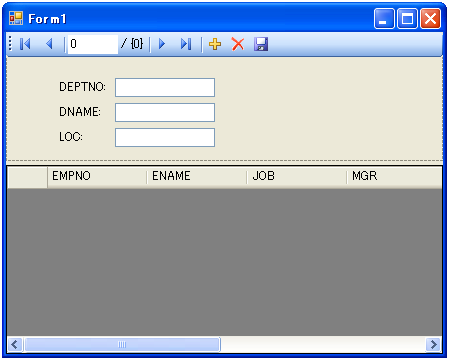 Form1
0 / {0}
DEPTNO:
DNAME:
LOC:
EMPNO ENAME JOB MGR